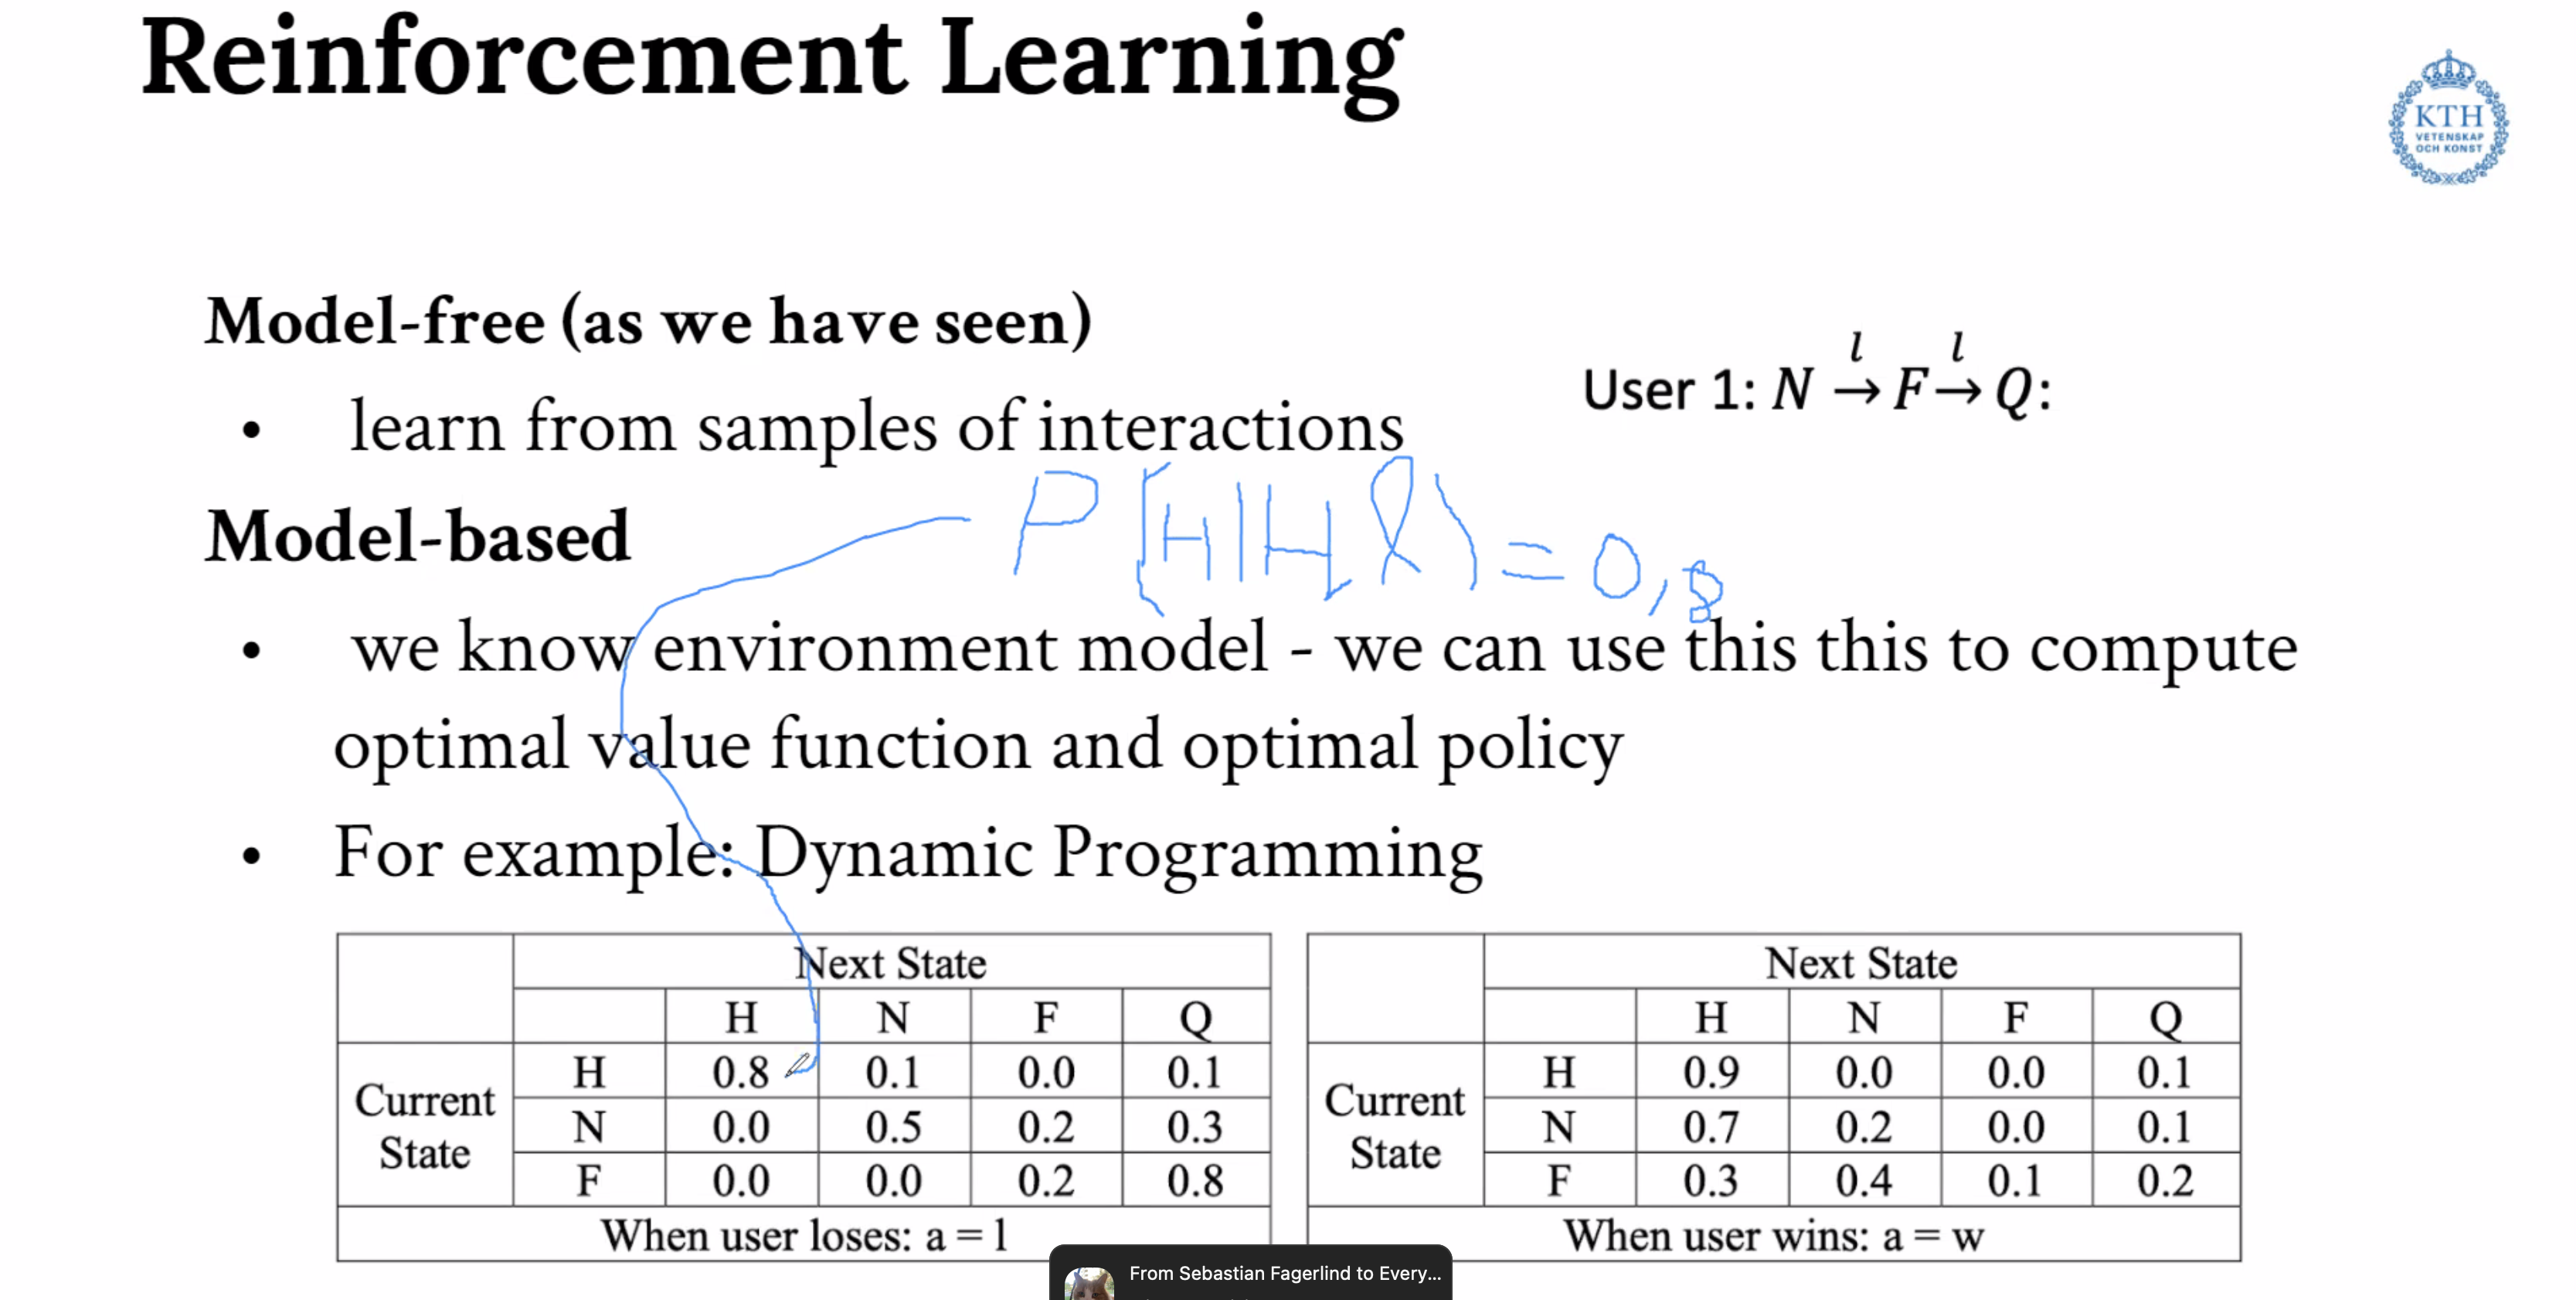 Reinforcement Learning
KTH
VETENSKAP
OCH KONST
Model-free (as we have seen)
• learn from samples of interactions
l l
User 1: N → F → Q:
P(H|H,l) = 0,8
Model-based
• we know environment model - we can use this this to compute
optimal value function and optimal policy
• For example: Dynamic Programming
Next State
H N F Q
Current State
H 0.8 0.1 0.0 0.1
N 0.0 0.5 0.2 0.3
F 0.0 0.0 0.2 0.8
When user loses: a = l
Next State
H N F Q
Current State
H 0.9 0.0 0.0 0.1
N 0.7 0.2 0.0 0.1
F 0.3 0.4 0.1 0.2
When user wins: a = w
From Sebastian Fagerlind to Every...